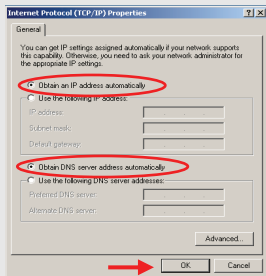 Internet Protocol (TCP/IP) Properties
General
You can get IP settings assigned automatically if your network supports
this capability. Otherwise, you need to ask your network administrator for
the appropriate IP settings.
Obtain an IP address automatically
Use the following IP address:
IP address:
Subnet mask:
Default gateway:
Obtain DNS server address automatically
Use the following DNS server addresses:
Preferred DNS server:
Alternate DNS server:
Advanced...
OK Cancel